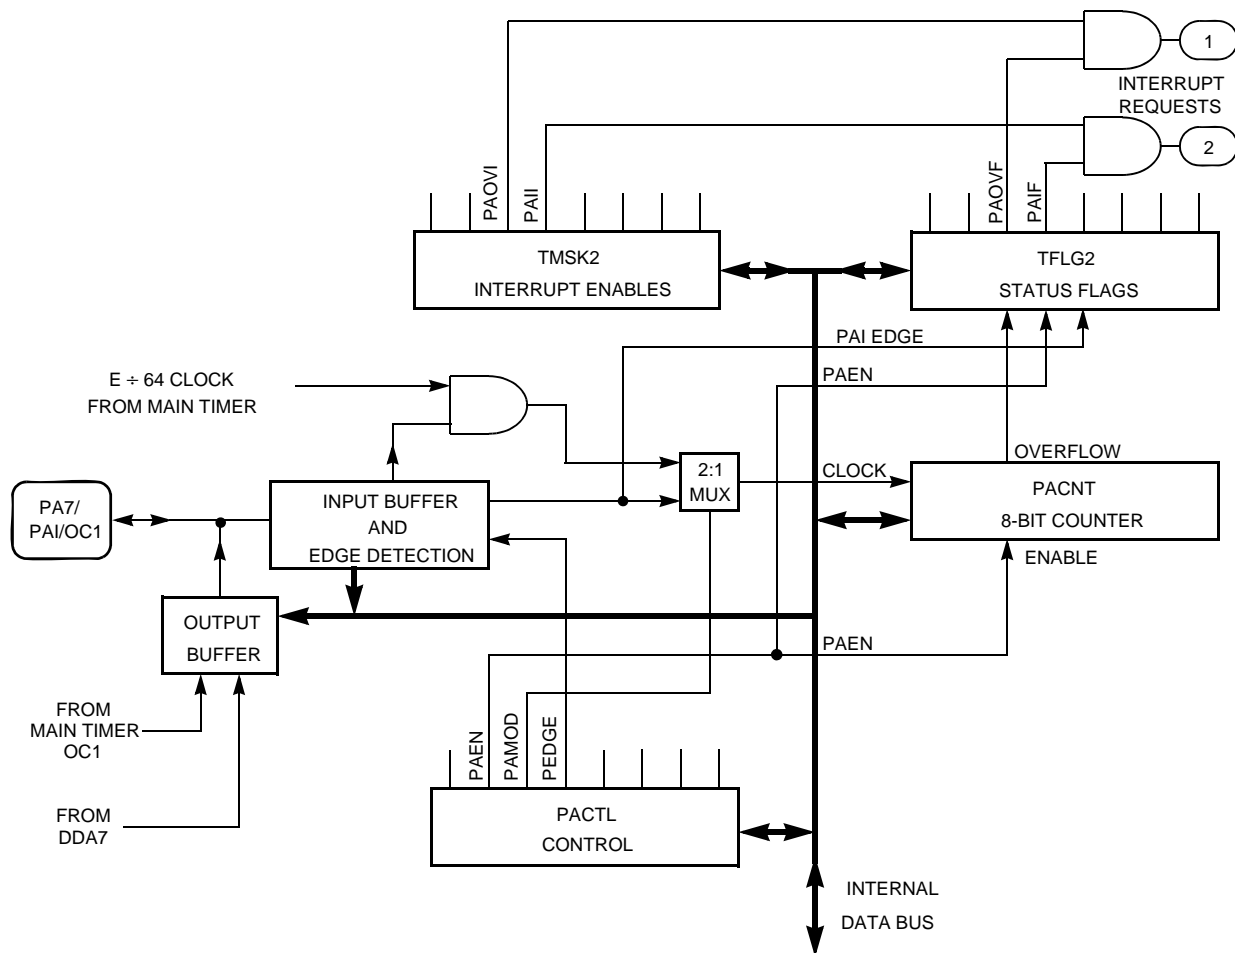 1
INTERRUPT
REQUESTS
2
PAOVI
PAII
PAOVF
PAIF
TMSK2
INTERRUPT ENABLES
TFLG2
STATUS FLAGS
PAI EDGE
E ÷ 64 CLOCK
FROM MAIN TIMER
PAEN
OVERFLOW
2:1
MUX
CLOCK
PACNT
8-BIT COUNTER
ENABLE
PA7/
PAI/OC1
INPUT BUFFER
AND
EDGE DETECTION
OUTPUT
BUFFER
PAEN
FROM
MAIN TIMER
OC1
PAEN
PAMOD
PEDGE
FROM
DDA7
PACTL
CONTROL
INTERNAL
DATA BUS